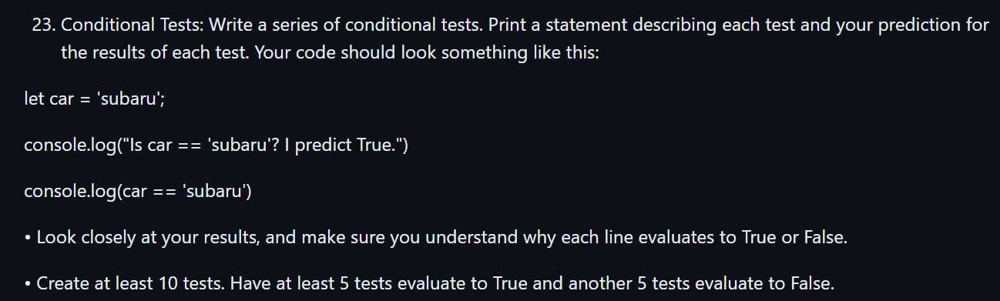 23. Conditional Tests: Write a series of conditional tests. Print a statement describing each test and your prediction for
the results of each test. Your code should look something like this:
let car = 'subaru';
console.log("Is car == 'subaru'? I predict True.")
console.log(car == 'subaru')
• Look closely at your results, and make sure you understand why each line evaluates to True or False.
• Create at least 10 tests. Have at least 5 tests evaluate to True and another 5 tests evaluate to False.